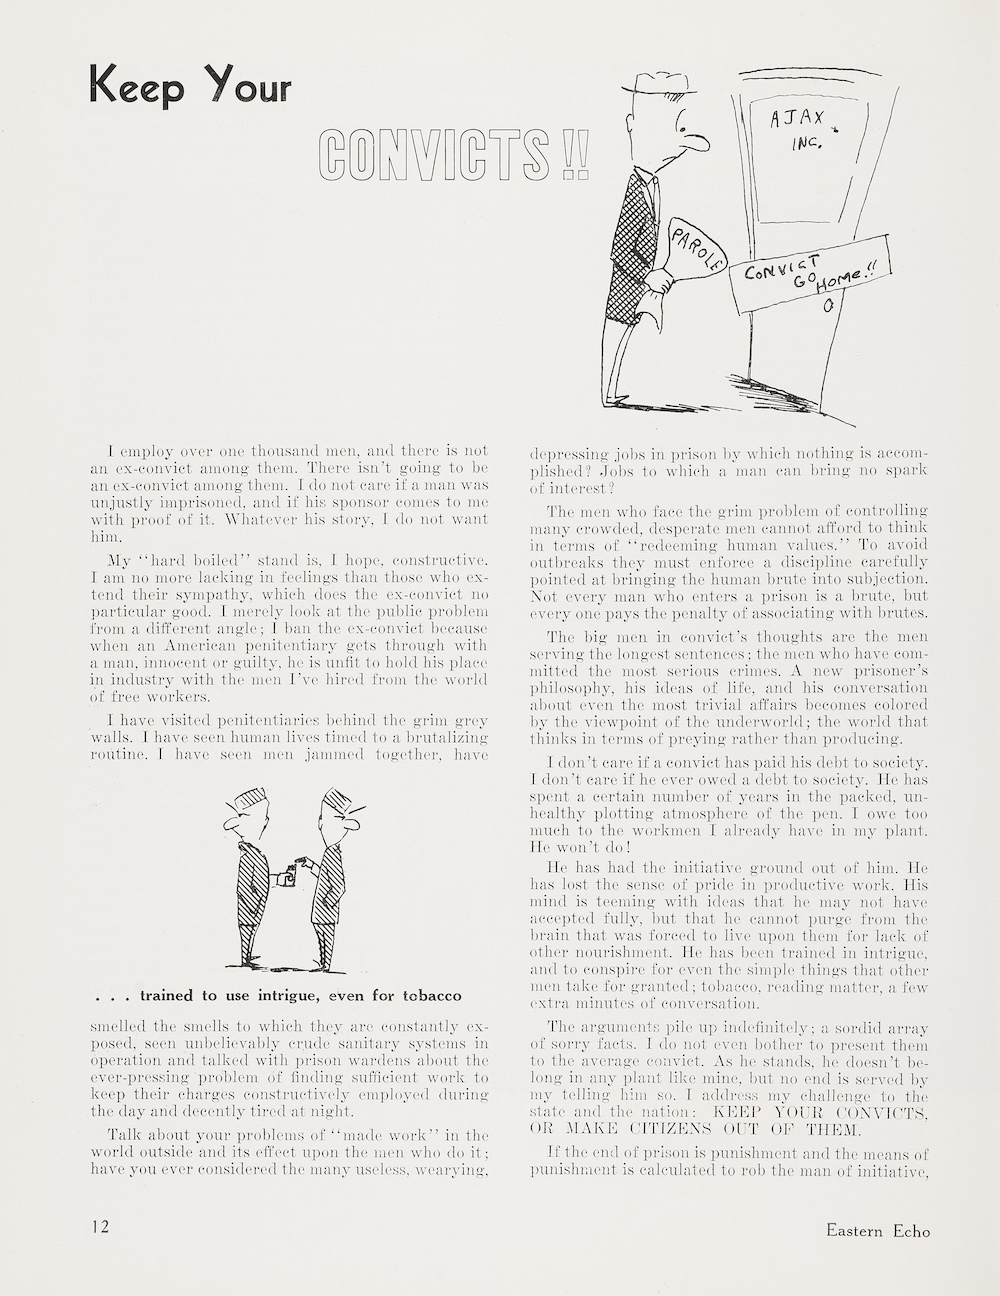 Keep Your
CONVICTS!!
AJAX
INC.
PAROLE
CONVICT
GO HOME!!
I employ over one thousand men, and there is not
an ex-convict among them. There isn't going to be
an ex-convict among them. I do not care if a man was
unjustly imprisoned, and if his sponsor comes to me
with proof of it. Whatever his story, I do not want
him.
My "hard boiled" stand is, I hope, constructive.
I am no more lacking in feelings than those who ex-
tend their sympathy, which does the ex-convict no
particular good. I merely look at the public problem
from a different angle; I ban the ex-convict because
when an American penitentiary gets through with
a man, innocent or guilty, he is unfit to hold his place
in industry with the men I've hired from the world
of free workers.
I have visited penitentiaries behind the grim grey
walls. I have seen human lives timed to a brutalizing
routine. I have seen men jammed together, have
. . . trained to use intrigue, even for tobacco
smelled the smells to which they are constantly ex-
posed, seen unbelievably crude sanitary systems in
operation and talked with prison wardens about the
ever-pressing problem of finding sufficient work to
keep their charges constructively employed during
the day and decently tired at night.
Talk about your problems of "made work" in the
world outside and its effect upon the men who do it;
have you ever considered the many useless, wearying,
depressing jobs in prison by which nothing is accom-
plished? Jobs to which a man can bring no spark
of interest?
The men who face the grim problem of controlling
many crowded, desperate men cannot afford to think
in terms of "redeeming human values." To avoid
outbreaks they must enforce a discipline carefully
pointed at bringing the human brute into subjection.
Not every man who enters a prison is a brute, but
every one pays the penalty of associating with brutes.
The big men in convict's thoughts are the men
serving the longest sentences; the men who have com-
mitted the most serious crimes. A new prisoner's
philosophy, his ideas of life, and his conversation
about even the most trivial affairs becomes colored
by the viewpoint of the underworld; the world that
thinks in terms of preying rather than producing.
I don't care if a convict has paid his debt to society.
I don't care if he ever owed a debt to society. He has
spent a certain number of years in the packed, un-
healthy plotting atmosphere of the pen. I owe too
much to the workmen I already have in my plant.
He won't do!
He has had the initiative ground out of him. He
has lost the sense of pride in productive work. His
mind is teeming with ideas that he may not have
accepted fully, but that he cannot purge from the
brain that was forced to live upon them for lack of
other nourishment. He has been trained in intrigue,
and to conspire for even the simple things that other
men take for granted; tobacco, reading matter, a few
extra minutes of conversation.
The arguments pile up indefinitely; a sordid array
of sorry facts. I do not even bother to present them
to the average convict. As he stands, he doesn't be-
long in any plant like mine, but no end is served by
my telling him so. I address my challenge to the
state and the nation: KEEP YOUR CONVICTS,
OR MAKE CITIZENS OUT OF THEM.
If the end of prison is punishment and the means of
punishment is calculated to rob the man of initiative,
12
Eastern Echo